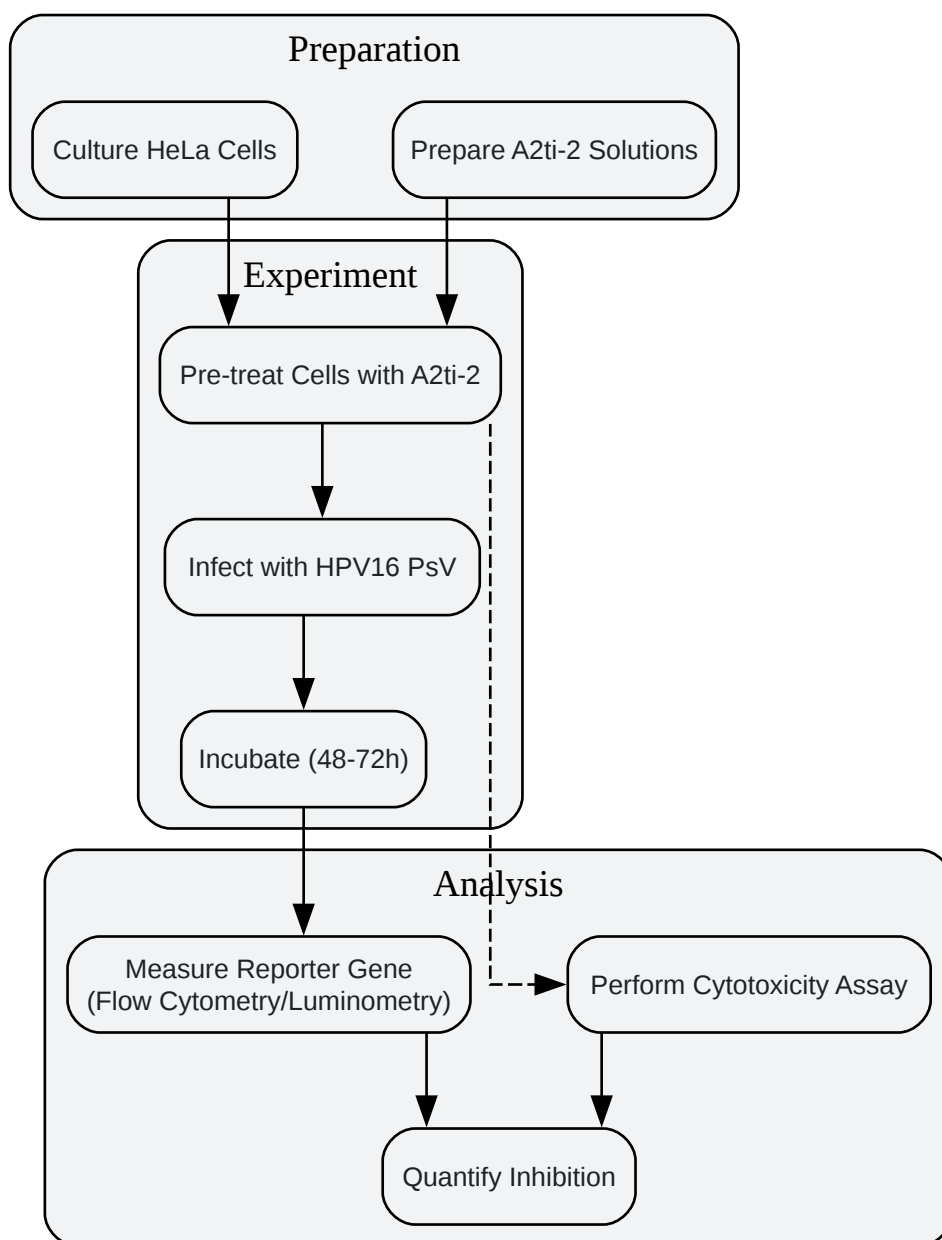 Preparation
Culture HeLa Cells
Prepare A2ti-2 Solutions
Experiment
Pre-treat Cells with A2ti-2
Infect with HPV16 PsV
Incubate (48-72h)
Analysis
Measure Reporter Gene
(Flow Cytometry/Luminometry)
Perform Cytotoxicity Assay
Quantify Inhibition